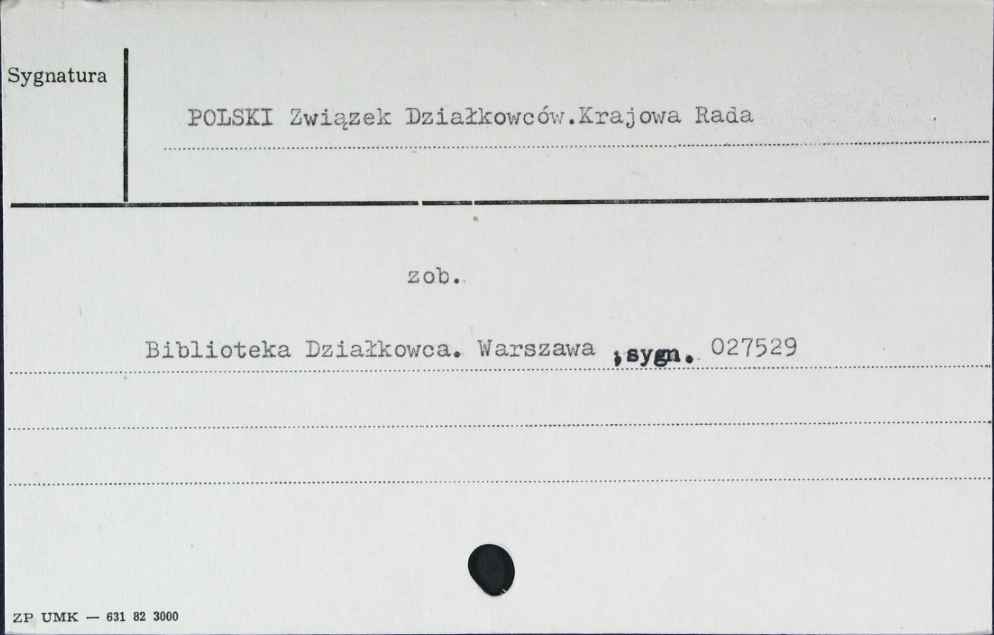 Sygnatura
POLSKI Związek Działkowców.Krajowa Rada
zob.
Biblioteka Działkowca. Warszawa ;sygn. 027529
ZP UMK — 631 82 3000